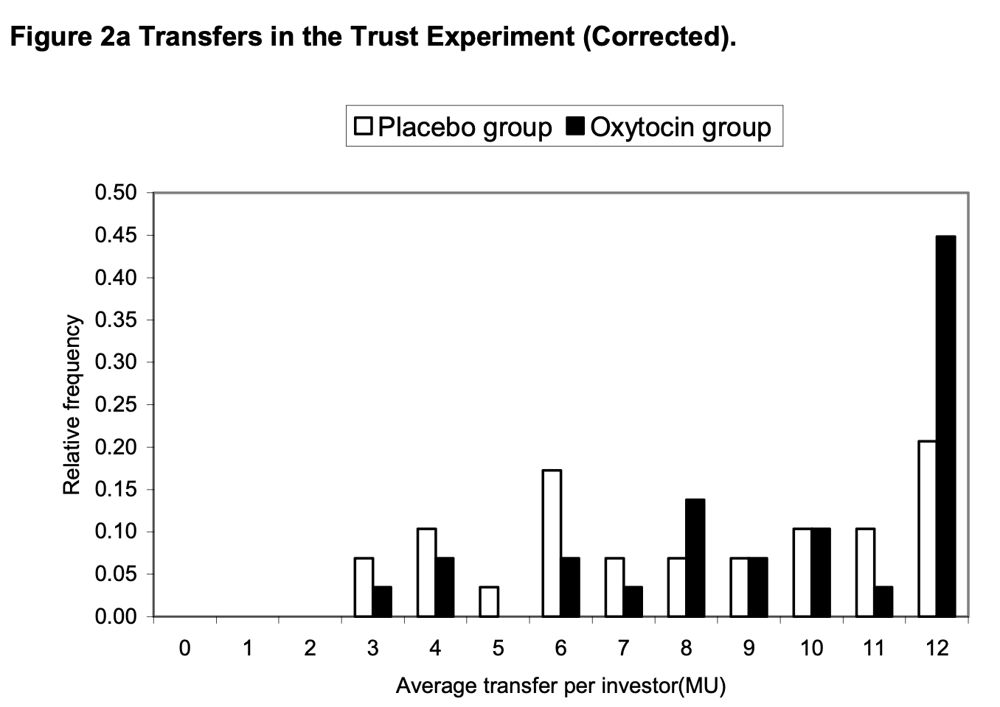 Figure 2a Transfers in the Trust Experiment (Corrected).
Placebo group Oxytocin group
0.50
0.45
0.40
0.35
0.30
0.25
0.20
0.15
0.10
0.05
0.00
Relative frequency
0 1 2 3 4 5 6 7 8 9 10 11 12
Average transfer per investor(MU)